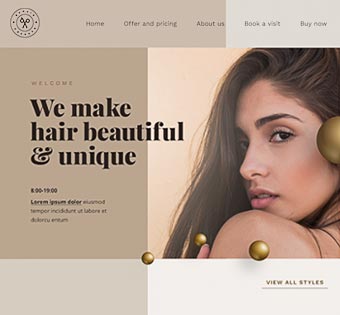 Home Offer and pricing About us Book a visit Buy now
WELCOME
We make
hair beautiful
& unique
8:00-19:00
Lorem ipsum dolor eiusmod
tempor incididunt ut labore et
dolorcu entum
VIEW ALL STYLES